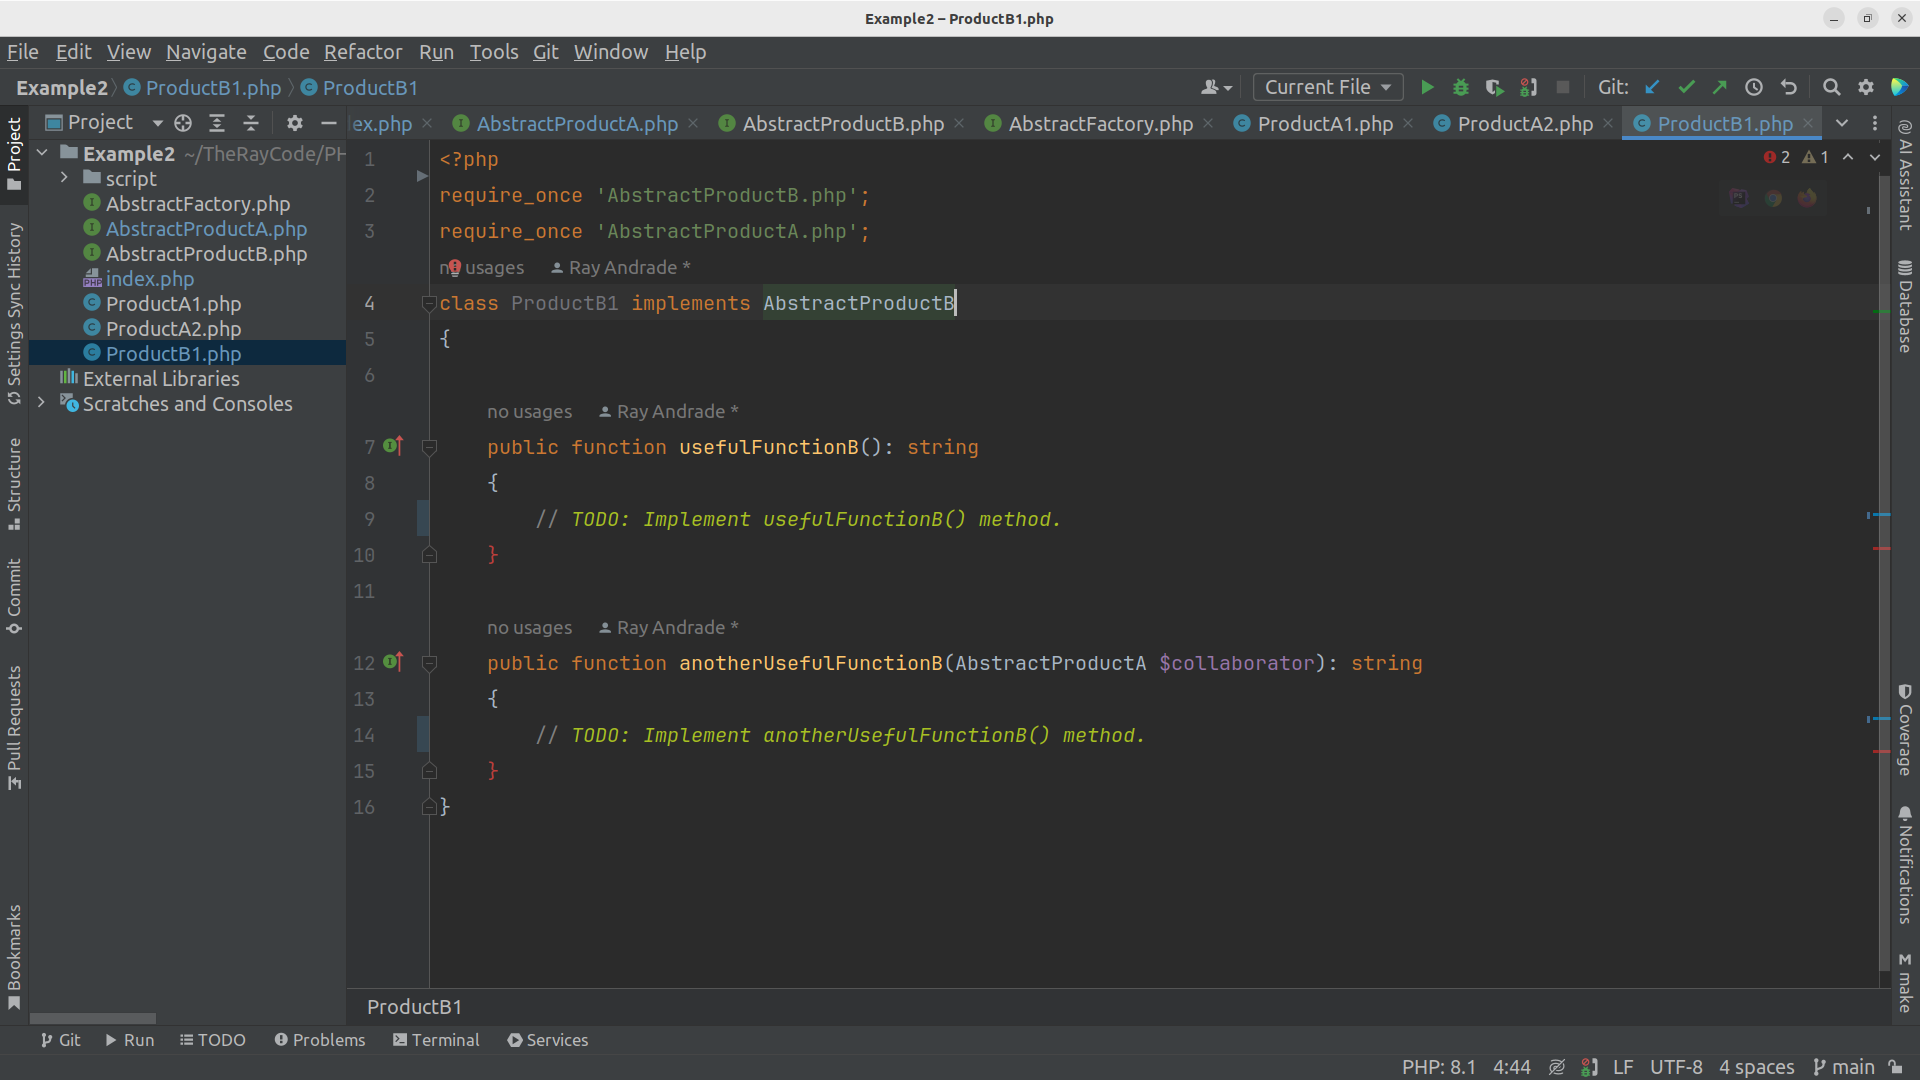 Example2 – ProductB1.php
File Edit View Navigate Code Refactor Run Tools Git Window Help
Example2 ProductB1.php ProductB1
Current File Git:
Project
ex.php AbstractProductA.php AbstractProductB.php AbstractFactory.php ProductA1.php ProductA2.php ProductB1.php
Example2 ~/TheRayCode/PH
script
AbstractFactory.php
AbstractProductA.php
AbstractProductB.php
index.php
ProductA1.php
ProductA2.php
ProductB1.php
External Libraries
Scratches and Consoles
Project
Settings Sync History
Structure
Commit
Pull Requests
Bookmarks
2 1
1 <?php
2 require_once 'AbstractProductB.php';
3 require_once 'AbstractProductA.php';
usages Ray Andrade *
4 class ProductB1 implements AbstractProductB
5 {
6
no usages Ray Andrade *
7 public function usefulFunctionB(): string
8 {
9 // TODO: Implement usefulFunctionB() method.
10 }
11
no usages Ray Andrade *
12 public function anotherUsefulFunctionB(AbstractProductA $collaborator): string
13 {
14 // TODO: Implement anotherUsefulFunctionB() method.
15 }
16 }
@ AI Assistant
Database
Coverage
Notifications
M make
ProductB1
Git Run TODO Problems Terminal Services
PHP: 8.1 4:44 LF UTF-8 4 spaces main